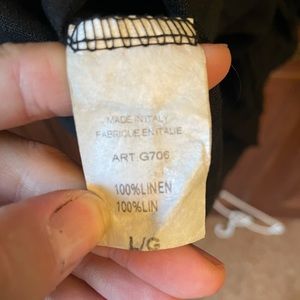 MADE IN ITALY
FABRIQUE EN ITALIE
ART G706
100%LINEN
100%LIN
L/G